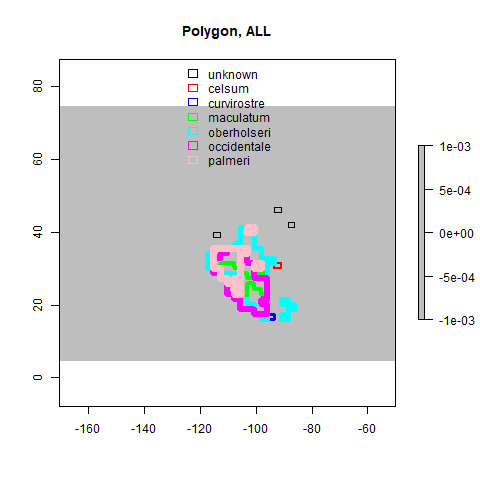 Polygon, ALL
unknown
celsum
curvirostre
maculatum
oberholseri
occidentale
palmeri
80
60
40
20
0
-160
-140
-120
-100
-80
-60
1e-03
5e-04
0e+00
-5e-04
-1e-03